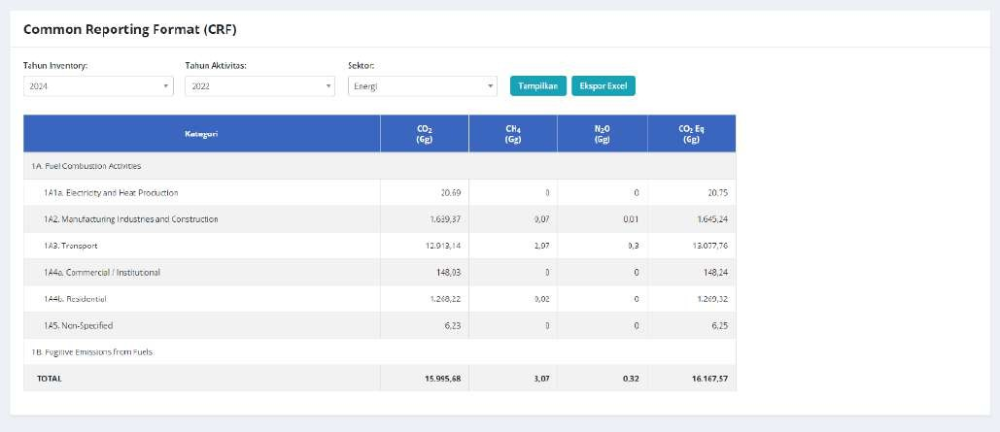 Common Reporting Format (CRF)
Tahun Inventory: Tahun Aktivitas: Sektor:
2024 2022 Energi Tampilkan Ekspor Excel
Kategori CO2 (Gg) CH4 (Gg) N2O (Gg) CO2 Eq (Gg)
1A. Fuel Combustion Activities
1A1a. Electricity and Heat Production 20,69 0 0 20,75
1A2. Manufacturing Industries and Construction 1.639,37 0,07 0,01 1.645,24
1A3. Transport 12.913,14 2,97 0,3 13.077,76
1A4a. Commercial / Institutional 148,03 0 0 148,24
1A4b. Residential 1.268,22 0,02 0 1.269,32
1A5. Non-Specified 6,23 0 0 6,25
1B. Fugitive Emissions from Fuels
TOTAL 15.995,68 3,07 0,32 16.167,57